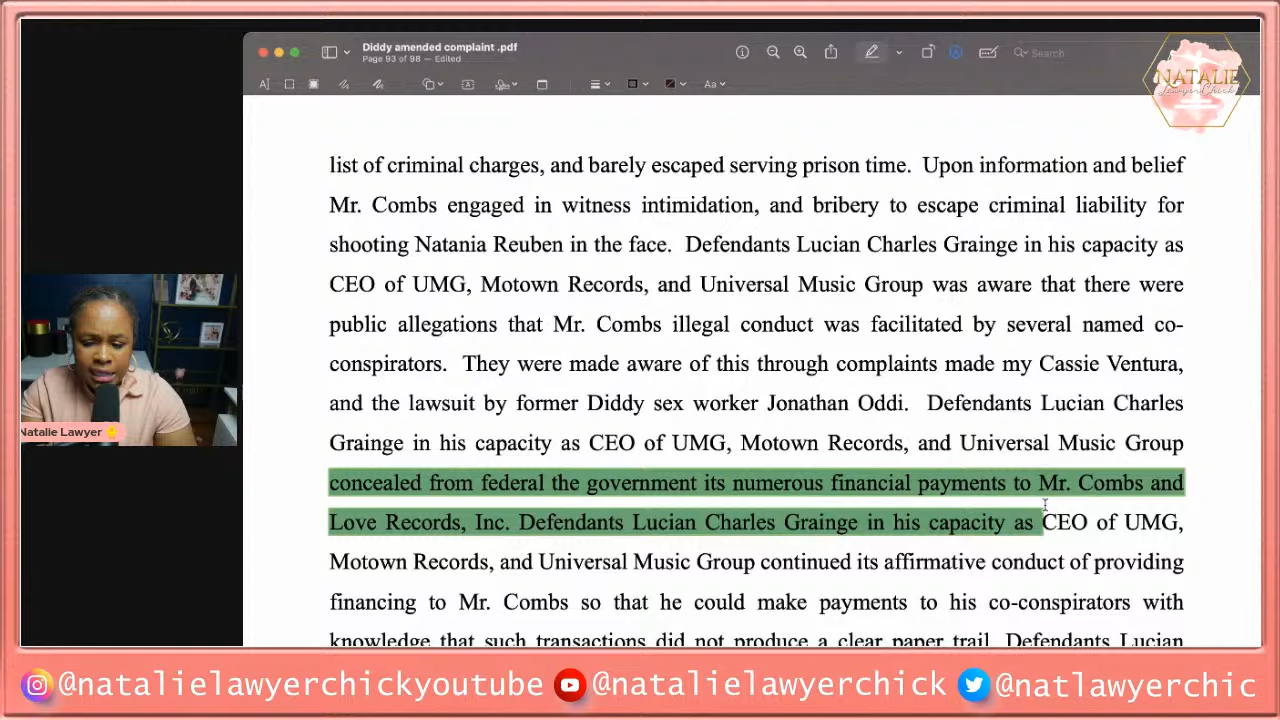 Diddy amended complaint .pdf
Page 93 of 98 — Edited
Search
NATALIE
LawyerChick
list of criminal charges, and barely escaped serving prison time. Upon information and belief
Mr. Combs engaged in witness intimidation, and bribery to escape criminal liability for
shooting Natania Reuben in the face. Defendants Lucian Charles Grainge in his capacity as
CEO of UMG, Motown Records, and Universal Music Group was aware that there were
public allegations that Mr. Combs illegal conduct was facilitated by several named co-
conspirators. They were made aware of this through complaints made my Cassie Ventura,
and the lawsuit by former Diddy sex worker Jonathan Oddi. Defendants Lucian Charles
Grainge in his capacity as CEO of UMG, Motown Records, and Universal Music Group
concealed from federal the government its numerous financial payments to Mr. Combs and
Love Records, Inc. Defendants Lucian Charles Grainge in his capacity as CEO of UMG,
Motown Records, and Universal Music Group continued its affirmative conduct of providing
financing to Mr. Combs so that he could make payments to his co-conspirators with
knowledge that such transactions did not produce a clear paper trail. Defendants Lucian
Natalie Lawyer
@natalielawyerchickyoutube
@natalielawyerchick
@natlawyerchic